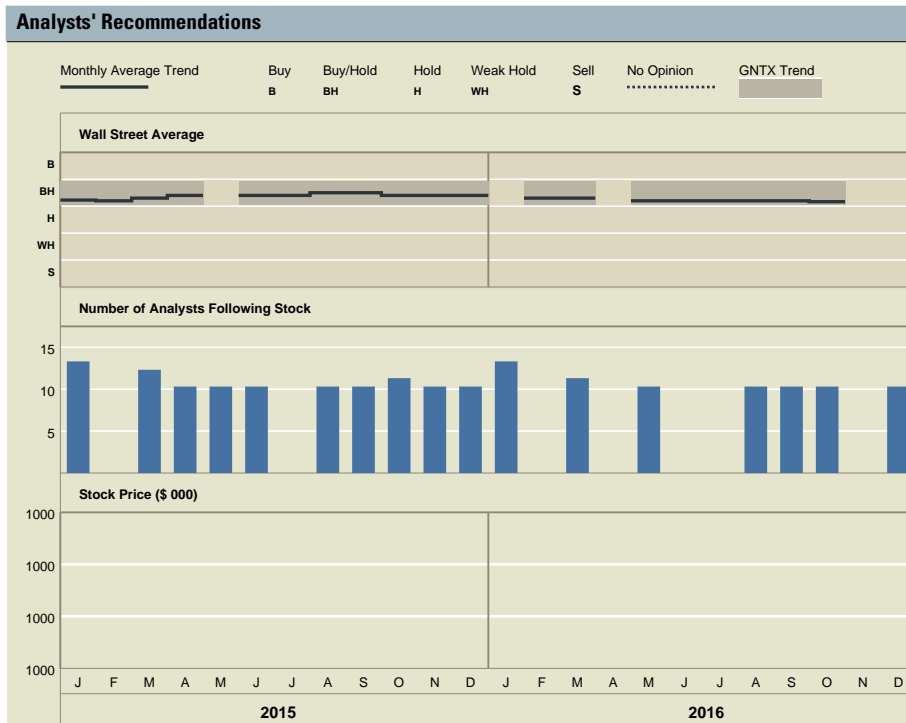 Analysts' Recommendations
Monthly Average Trend Buy Buy/Hold Hold Weak Hold Sell No Opinion GNTX Trend
B BH H WH S
Wall Street Average
B
BH
H
WH
S
Number of Analysts Following Stock
15
10
5
Stock Price ($ 000)
1000
1000
1000
1000
J F M A M J J A S O N D J F M A M J J A S O N D
2015 2016